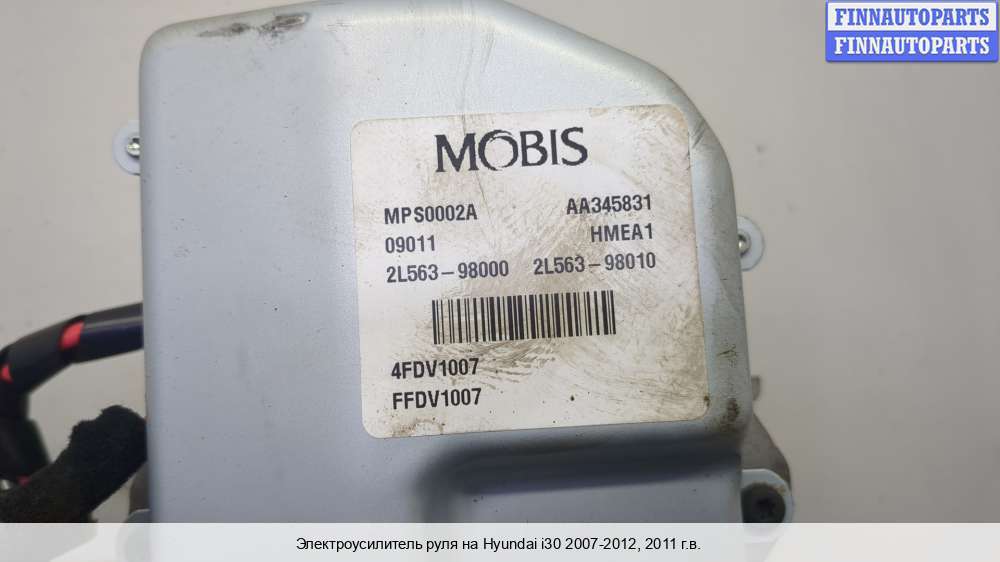 FINNAUTOPARTS
FINNAUTOPARTS
MOBIS
MPS0002A AA345831
09011 HMEA1
2L563-98000 2L563-98010
4FDV1007
FFDV1007
Электроусилитель руля на Hyundai i30 2007-2012, 2011 г.в.